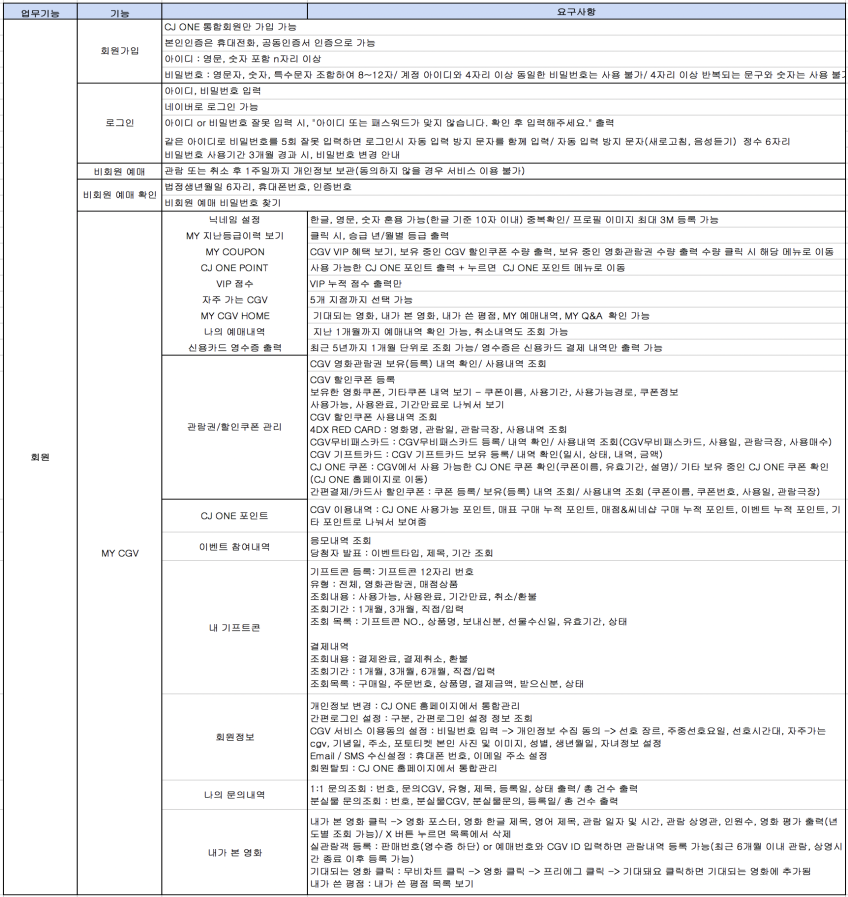 업무기능 기능 요구사항
회원
회원가입
CJ ONE 통합회원만 가입 가능
본인인증은 휴대전화, 공동인증서 인증으로 가능
아이디 : 영문, 숫자 포함 n자리 이상
비밀번호 : 영문자, 숫자, 특수문자 조합하여 8~12자/ 계정 아이디와 4자리 이상 동일한 비밀번호는 사용 불가/ 4자리 이상 반복되는 문구와 숫자는 사용 불가
로그인
아이디, 비밀번호 입력
네이버로 로그인 가능
아이디 or 비밀번호 잘못 입력 시, "아이디 또는 패스워드가 맞지 않습니다. 확인 후 입력해주세요." 출력
같은 아이디로 비밀번호를 5회 잘못 입력하면 로그인시 자동 입력 방지 문자를 함께 입력/ 자동 입력 방지 문자(새로고침, 음성듣기) 정수 6자리
비밀번호 사용기간 3개월 경과 시, 비밀번호 변경 안내
비회원 예매 관람 또는 취소 후 1주일까지 개인정보 보관(동의하지 않을 경우 서비스 이용 불가)
비회원 예매 확인
법정생년월일 6자리, 휴대폰번호, 인증번호
비회원 예매 비밀번호 찾기
MY CGV
닉네임 설정 한글, 영문, 숫자 혼용 가능(한글 기준 10자 이내) 중복확인/ 프로필 이미지 최대 3M 등록 가능
MY 지난등급이력 보기 클릭 시, 승급 년/월별 등급 출력
MY COUPON CGV VIP 혜택 보기, 보유 중인 CGV 할인쿠폰 수량 출력, 보유 중인 영화관람권 수량 출력 수량 클릭 시 해당 메뉴로 이동
CJ ONE POINT 사용 가능한 CJ ONE 포인트 출력 + 누르면 CJ ONE 포인트 메뉴로 이동
VIP 점수 VIP 누적 점수 출력만
자주 가는 CGV 5개 지점까지 선택 가능
MY CGV HOME 기대되는 영화, 내가 본 영화, 내가 쓴 평점, MY 예매내역, MY Q&A 확인 가능
나의 예매내역 지난 1개월까지 예매내역 확인 가능, 취소내역도 조회 가능
신용카드 영수증 출력 최근 5년까지 1개월 단위로 조회 가능/ 영수증은 신용카드 결제 내역만 출력 가능
관람권/할인쿠폰 관리
CGV 영화관람권 보유(등록) 내역 확인/ 사용내역 조회
CGV 할인쿠폰 등록
보유한 영화쿠폰, 기타쿠폰 내역 보기 - 쿠폰이름, 사용기간, 사용가능경로, 쿠폰정보
사용가능, 사용완료, 기간만료로 나눠서 보기
CGV 할인쿠폰 사용내역 조회
4DX RED CARD : 영화명, 관람일, 관람극장, 사용내역 조회
CGV무비패스카드 : CGV무비패스카드 등록/ 내역 확인/ 사용내역 조회(CGV무비패스카드, 사용일, 관람극장, 사용매수)
CGV 기프트카드 : CGV 기프트카드 보유 등록/ 내역 확인(일시, 상태, 내역, 금액)
CJ ONE 쿠폰 : CGV에서 사용 가능한 CJ ONE 쿠폰 확인(쿠폰이름, 유효기간, 설명)/ 기타 보유 중인 CJ ONE 쿠폰 확인
(CJ ONE 홈페이지로 이동)
간편결제/카드사 할인쿠폰 : 쿠폰 등록/ 보유(등록) 내역 조회/ 사용내역 조회 (쿠폰이름, 쿠폰번호, 사용일, 관람극장)
CJ ONE 포인트
CGV 이용내역 : CJ ONE 사용가능 포인트, 매표 구매 누적 포인트, 매점&씨네샵 구매 누적 포인트, 이벤트 누적 포인트, 기
타 포인트로 나눠서 보여줌
이벤트 참여내역
응모내역 조회
당첨자 발표 : 이벤트타입, 제목, 기간 조회
내 기프트콘
기프트콘 등록: 기프트콘 12자리 번호
유형 : 전체, 영화관람권, 매점상품
조회내용 : 사용가능, 사용완료, 기간만료, 취소/환불
조회기간 : 1개월, 3개월, 직접/입력
조회 목록 : 기프트콘 NO., 상품명, 보내신분, 선물수신일, 유효기간, 상태
결제내역
조회내용 : 결제완료, 결제취소, 환불
조회기간 : 1개월, 3개월, 6개월, 직접/입력
조회목록 : 구매일, 주문번호, 상품명, 결제금액, 받으신분, 상태
회원정보
개인정보 변경 : CJ ONE 홈페이지에서 통합관리
간편로그인 설정 : 구분, 간편로그인 설정 정보 조회
CGV 서비스 이용동의 설정 : 비밀번호 입력 -> 개인정보 수집 동의 -> 선호 장르, 주중선호요일, 선호시간대, 자주가는
cgv, 기념일, 주소, 포토티켓 본인 사진 및 이미지, 성별, 생년월일, 자녀정보 설정
Email / SMS 수신설정 : 휴대폰 번호, 이메일 주소 설정
회원탈퇴 : CJ ONE 홈페이지에서 통합관리
나의 문의내역
1:1 문의조회 : 번호, 문의CGV, 유형, 제목, 등록일, 상태 출력/ 총 건수 출력
분실물 문의조회 : 번호, 분실물CGV, 분실물문의, 등록일/ 총 건수 출력
내가 본 영화
내가 본 영화 클릭 -> 영화 포스터, 영화 한글 제목, 영어 제목, 관람 일자 및 시간, 관람 상영관, 인원수, 영화 평가 출력(년
도별 조회 가능)/ X 버튼 누르면 목록에서 삭제
실관람객 등록 : 판매번호(영수증 하단) or 예매번호와 CGV ID 입력하면 관람내역 등록 가능(최근 6개월 이내 관람, 상영시
간 종료 이후 등록 가능)
기대되는 영화 클릭 : 무비차트 클릭 -> 영화 클릭 -> 프리에그 클릭 -> 기대돼요 클릭하면 기대되는 영화에 추가됨
내가 쓴 평점 : 내가 쓴 평점 목록 보기